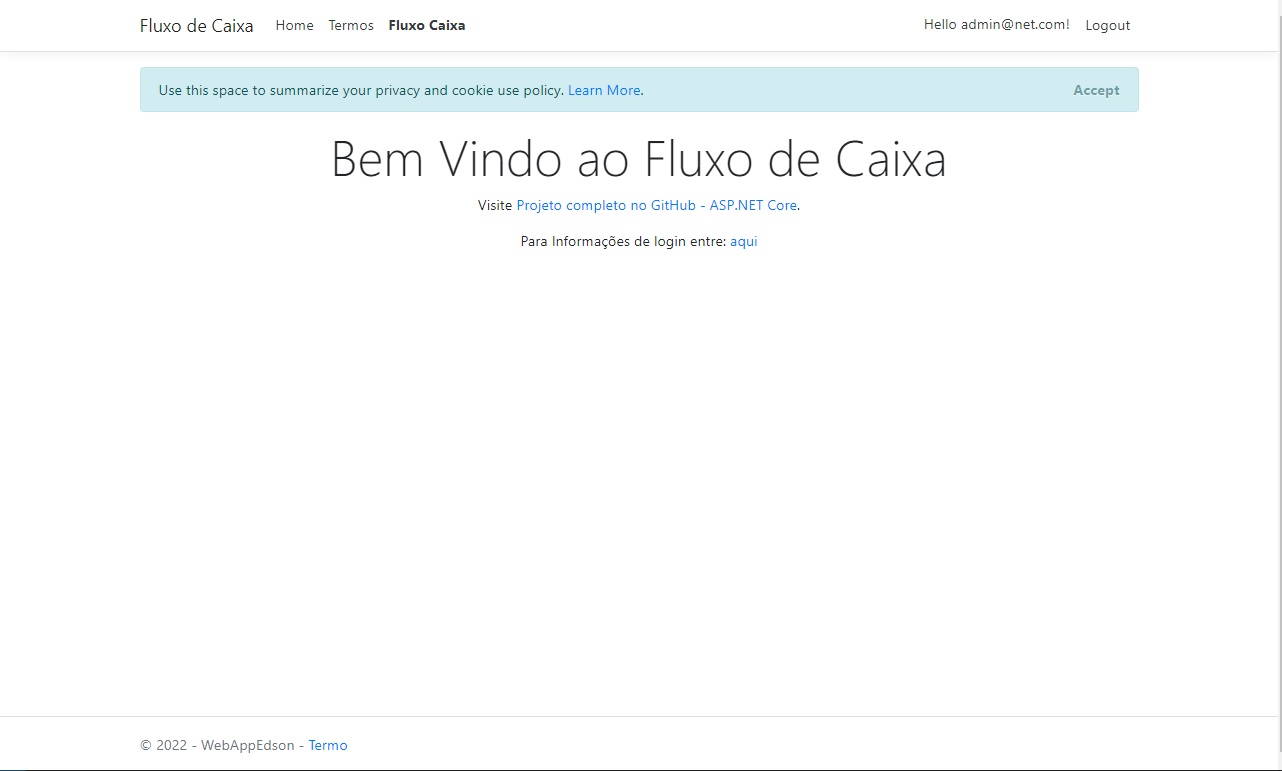 Fluxo de Caixa Home Termos Fluxo Caixa Hello admin@net.com! Logout
Use this space to summarize your privacy and cookie use policy. Learn More. Accept
Bem Vindo ao Fluxo de Caixa
Visite Projeto completo no GitHub - ASP.NET Core.
Para Informações de login entre: aqui
© 2022 - WebAppEdson - Termo